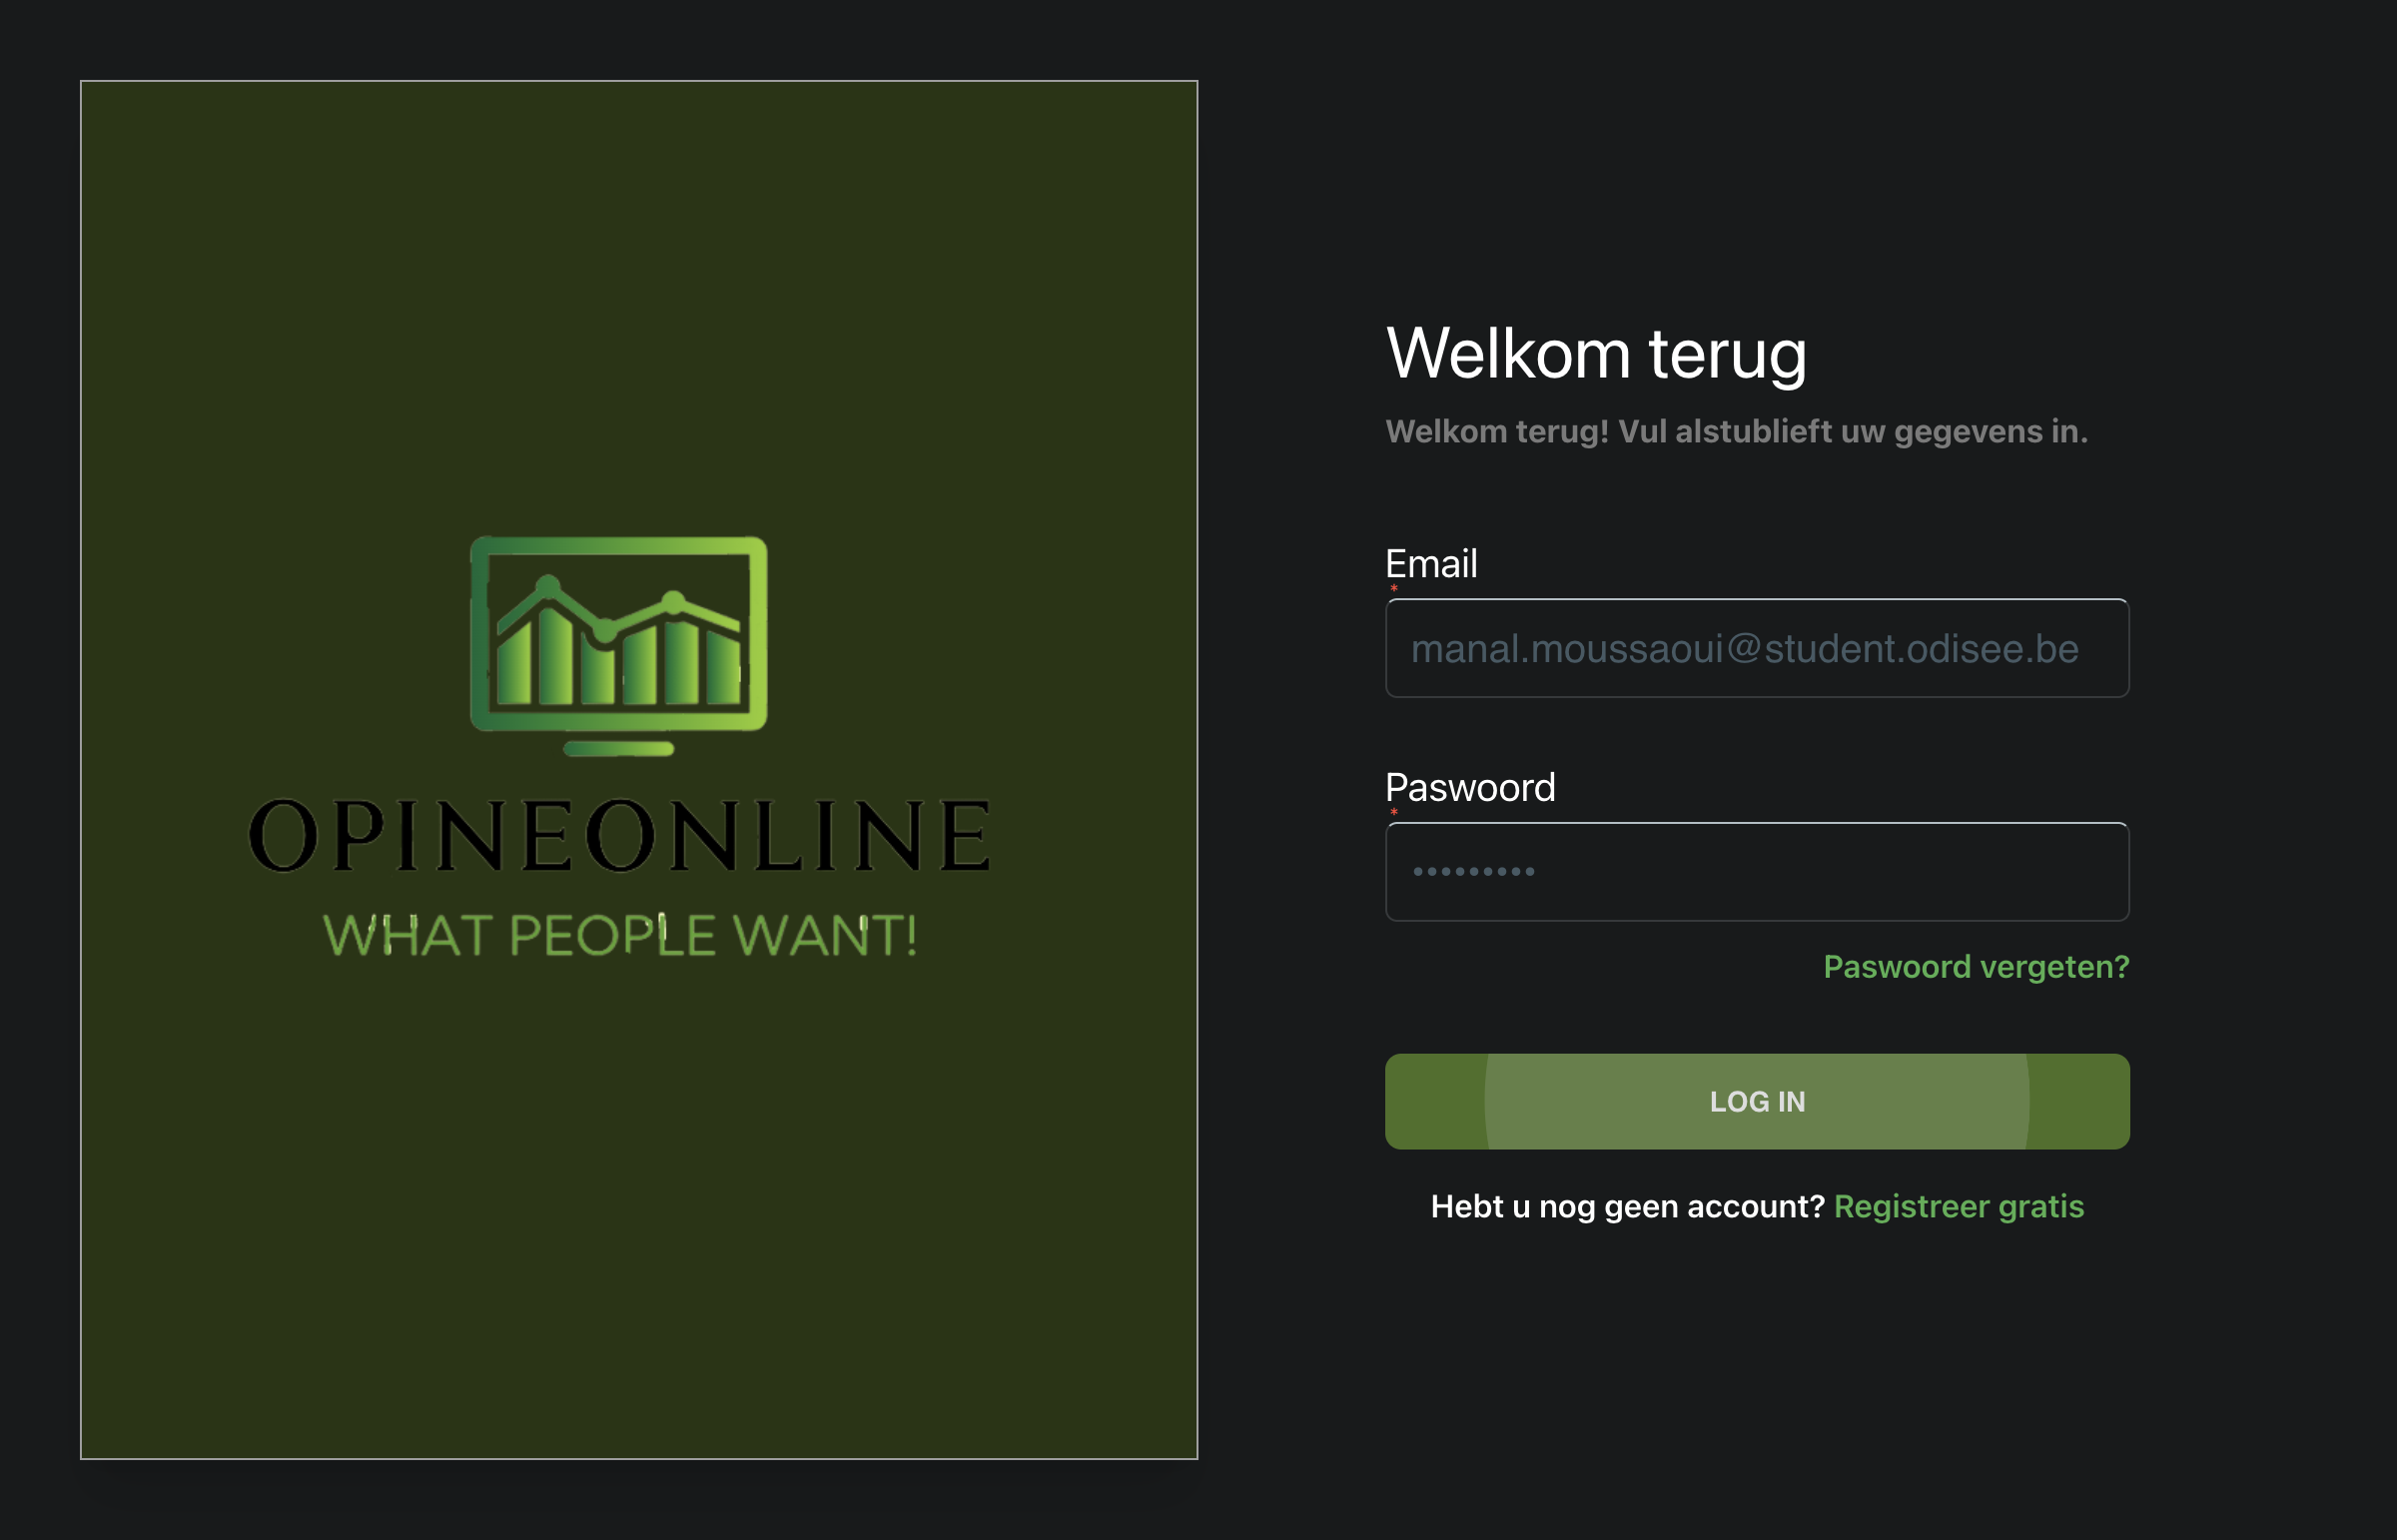 OPINEONLINE
WHAT PEOPLE WANT!
Welkom terug
Welkom terug! Vul alstublieft uw gegevens in.
Email
*
manal.moussaoui@student.odisee.be
Paswoord
*
•••••••••
Paswoord vergeten?
LOG IN
Hebt u nog geen account? Registreer gratis